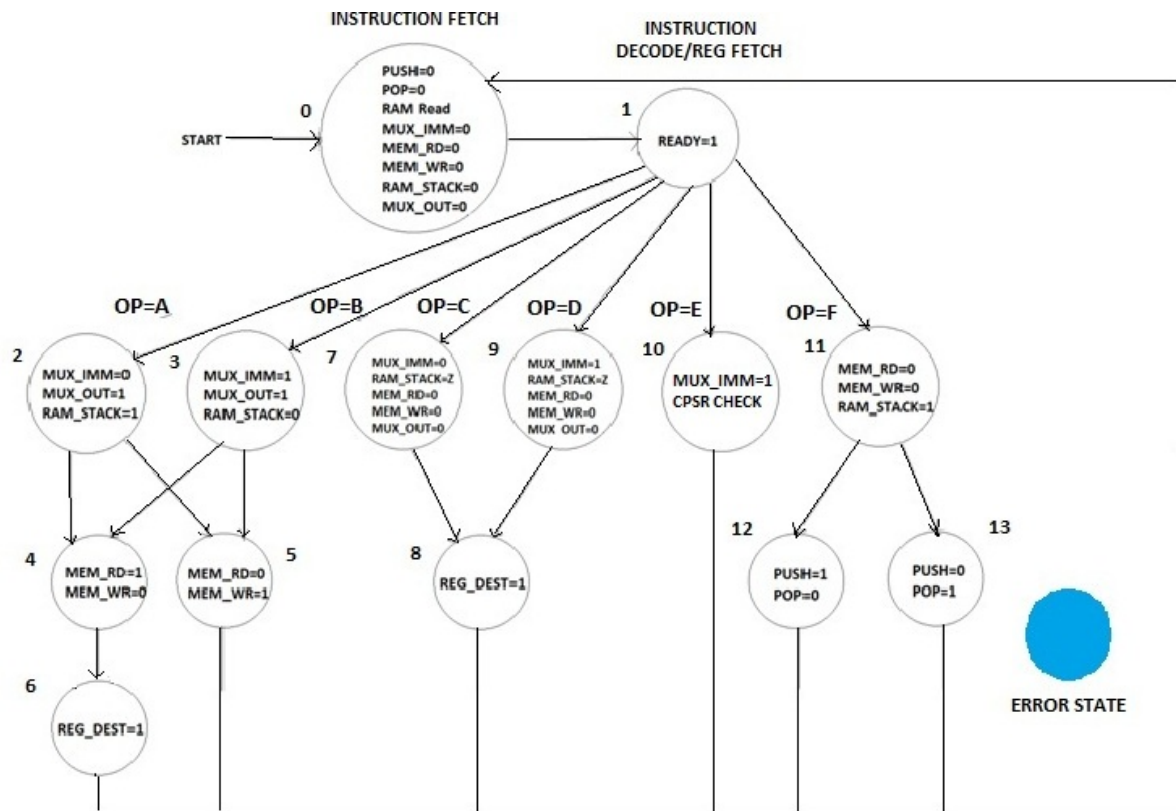 INSTRUCTION FETCH
INSTRUCTION
DECODE/REG FETCH
0
PUSH=0
POP=0
RAM Read
MUX_IMM=0
MEMI_RD=0
MEMI_WR=0
RAM_STACK=0
MUX_OUT=0
START
1
READY=1
OP=A
OP=B
OP=C
OP=D
OP=E
OP=F
2
MUX_IMM=0
MUX_OUT=1
RAM_STACK=1
3
MUX_IMM=1
MUX_OUT=1
RAM_STACK=0
7
MUX_IMM=0
RAM_STACK=Z
MEM_RD=0
MEM_WR=0
MUX_OUT=0
9
MUX_IMM=1
RAM_STACK=Z
MEM_RD=0
MEM_WR=0
MUX OUT=0
10
MUX_IMM=1
CPSR CHECK
11
MEM_RD=0
MEM_WR=0
RAM_STACK=1
4
MEM_RD=1
MEM_WR=0
5
MEM_RD=0
MEM_WR=1
8
REG_DEST=1
12
PUSH=1
POP=0
13
PUSH=0
POP=1
6
REG_DEST=1
ERROR STATE